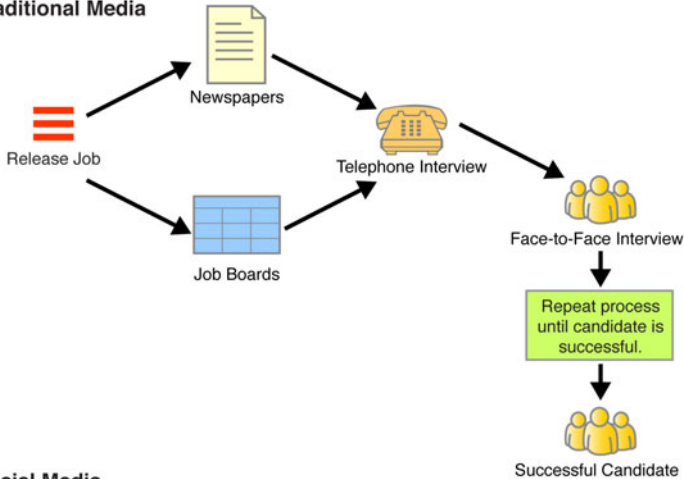 aditional Media
Newspapers
Release Job
Telephone Interview
Job Boards
Face-to-Face Interview
Repeat process
until candidate is
successful.
Successful Candidate